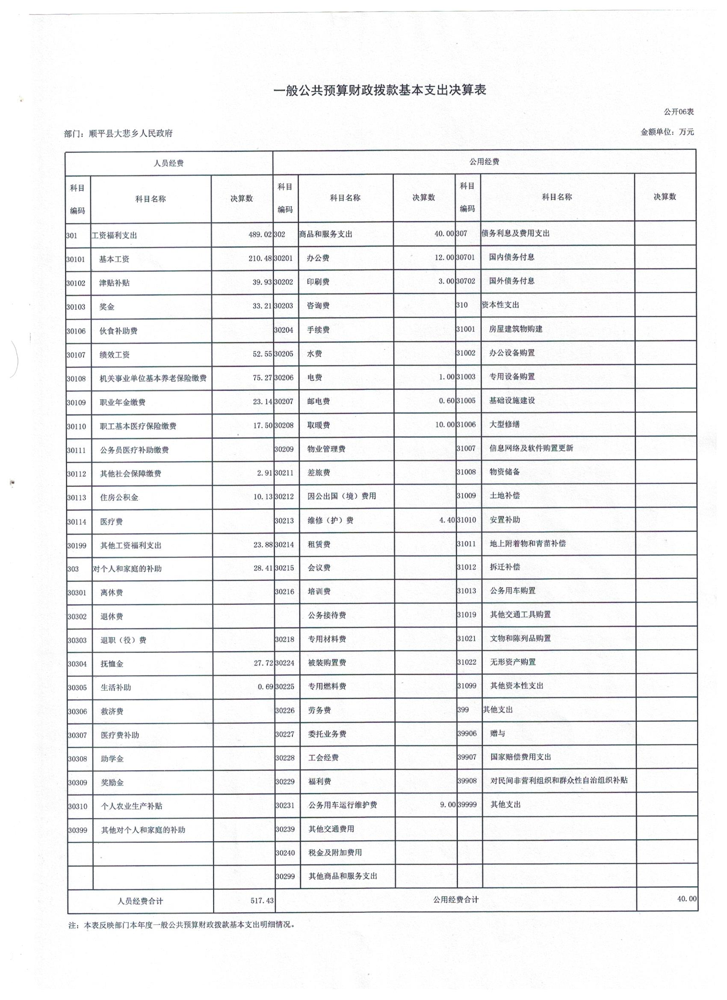 一般公共预算财政拨款基本支出决算表
公开06表
部门：顺平县大悲乡人民政府 金额单位：万元
人员经费 公用经费
科目编码 科目名称 决算数 科目编码 科目名称 决算数 科目编码 科目名称 决算数
301 工资福利支出 489.02 302 商品和服务支出 40.00 307 债务利息及费用支出
30101 基本工资 210.48 30201 办公费 12.00 30701 国内债务付息
30102 津贴补贴 39.93 30202 印刷费 3.00 30702 国外债务付息
30103 奖金 33.21 30203 咨询费 310 资本性支出
30106 伙食补助费 30204 手续费 31001 房屋建筑物购建
30107 绩效工资 52.55 30205 水费 31002 办公设备购置
30108 机关事业单位基本养老保险缴费 75.27 30206 电费 1.00 31003 专用设备购置
30109 职业年金缴费 23.14 30207 邮电费 0.60 31005 基础设施建设
30110 职工基本医疗保险缴费 17.50 30208 取暖费 10.00 31006 大型修缮
30111 公务员医疗补助缴费 30209 物业管理费 31007 信息网络及软件购置更新
30112 其他社会保障缴费 2.91 30211 差旅费 31008 物资储备
30113 住房公积金 10.13 30212 因公出国（境）费用 31009 土地补偿
30114 医疗费 30213 维修（护）费 4.40 31010 安置补助
30199 其他工资福利支出 23.88 30214 租赁费 31011 地上附着物和青苗补偿
303 对个人和家庭的补助 28.41 30215 会议费 31012 拆迁补偿
30301 离休费 30216 培训费 31013 公务用车购置
30302 退休费 公务接待费 31019 其他交通工具购置
30303 退职（役）费 30218 专用材料费 31021 文物和陈列品购置
30304 抚恤金 27.72 30224 被装购置费 31022 无形资产购置
30305 生活补助 0.69 30225 专用燃料费 31099 其他资本性支出
30306 救济费 30226 劳务费 399 其他支出
30307 医疗费补助 30227 委托业务费 39906 赠与
30308 助学金 30228 工会经费 39907 国家赔偿费用支出
30309 奖励金 30229 福利费 39908 对民间非营利组织和群众性自治组织补贴
30310 个人农业生产补贴 30231 公务用车运行维护费 9.00 39999 其他支出
30399 其他对个人和家庭的补助 30239 其他交通费用
30240 税金及附加费用
30299 其他商品和服务支出
人员经费合计 517.43 公用经费合计 40.00
注：本表反映部门本年度一般公共预算财政拨款基本支出明细情况。